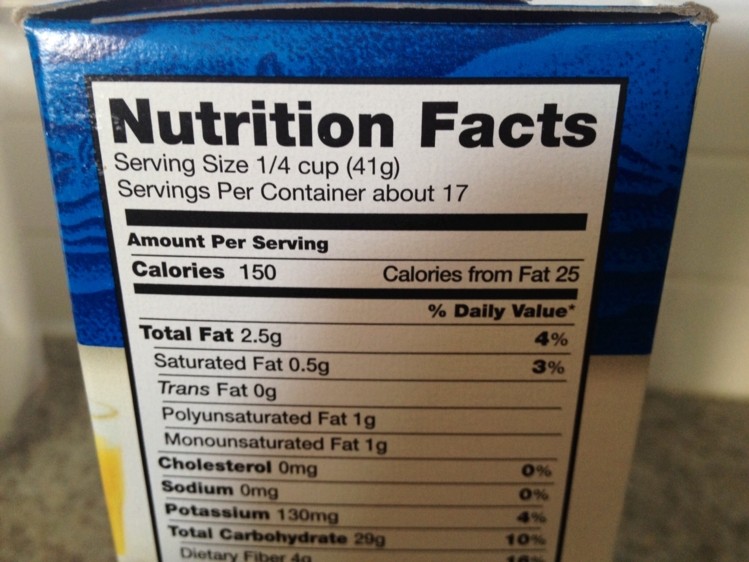 Nutrition Facts
Serving Size 1/4 cup (41g)
Servings Per Container about 17
Amount Per Serving
Calories 150 Calories from Fat 25
% Daily Value*
Total Fat 2.5g 4%
Saturated Fat 0.5g 3%
Trans Fat 0g
Polyunsaturated Fat 1g
Monounsaturated Fat 1g
Cholesterol 0mg 0%
Sodium 0mg 0%
Potassium 130mg 4%
Total Carbohydrate 29g 10%
Dietary Fiber 4g